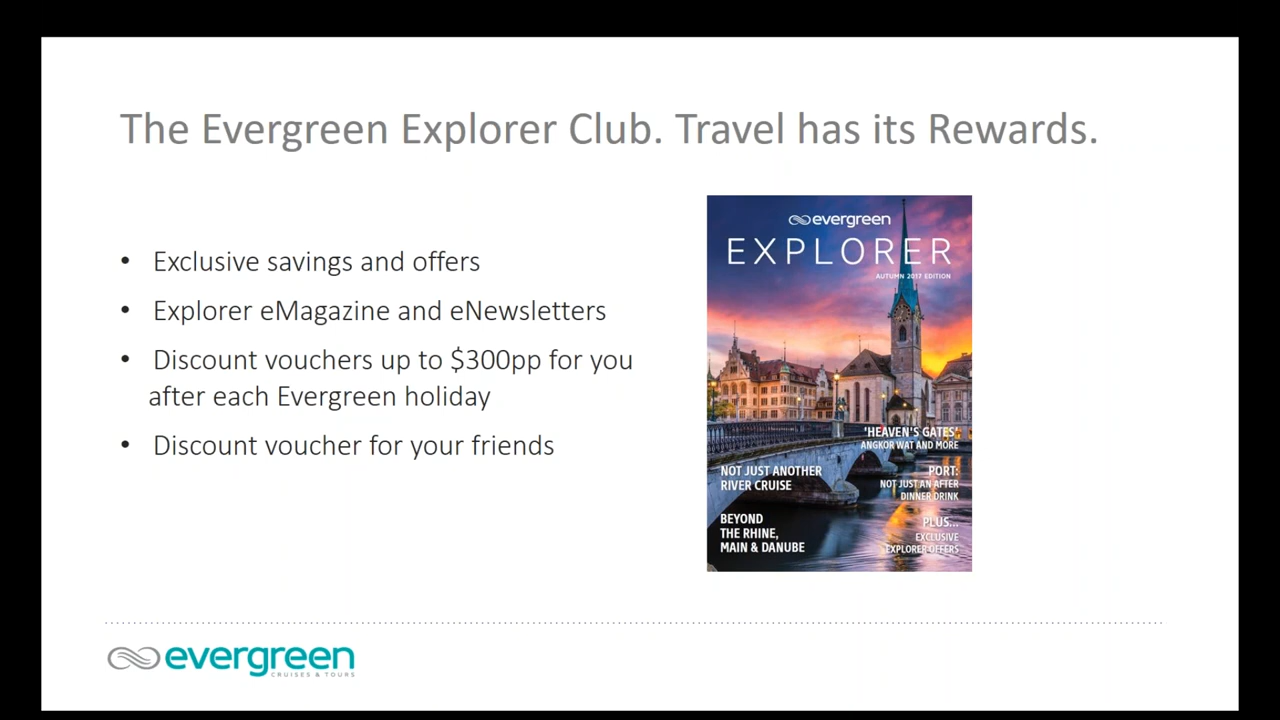 The Evergreen Explorer Club. Travel has its Rewards.
• Exclusive savings and offers
• Explorer eMagazine and eNewsletters
• Discount vouchers up to $300pp for you
after each Evergreen holiday
• Discount voucher for your friends
evergreen
EXPLORER
AUTUMN 2017 EDITION
'HEAVEN'S GATES'
ANGKOR WAT AND MORE
NOT JUST ANOTHER
RIVER CRUISE
PORT:
NOT JUST AN AFTER
DINNER DRINK
BEYOND
THE RHINE,
MAIN & DANUBE
PLUS...
EXCLUSIVE
EXPLORER OFFERS
evergreen
CRUISES & TOURS